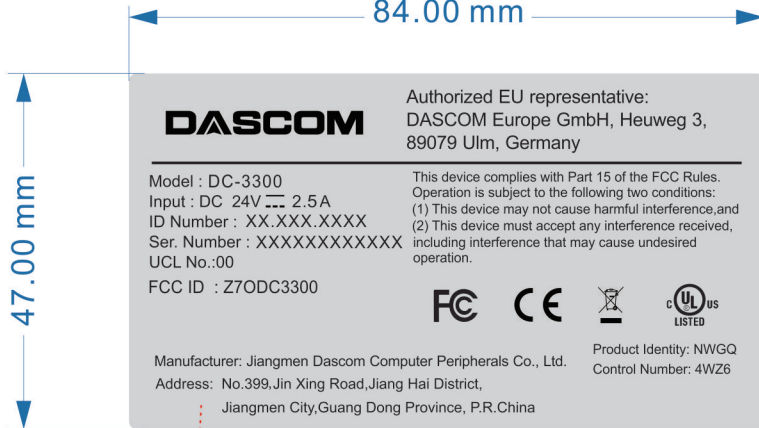 84.00 mm
47.00 mm
DASCOM
Authorized EU representative:
DASCOM Europe GmbH, Heuweg 3,
89079 Ulm, Germany
Model : DC-3300
Input : DC 24V 2.5A
ID Number : XX.XXX.XXXX
Ser. Number : XXXXXXXXXXXX
UCL No.:00
FCC ID : Z7ODC3300
This device complies with Part 15 of the FCC Rules.
Operation is subject to the following two conditions:
(1) This device may not cause harmful interference,and
(2) This device must accept any interference received,
including interference that may cause undesired
operation.
FC CE C UL US
LISTED
Product Identity: NWGQ
Control Number: 4WZ6
Manufacturer: Jiangmen Dascom Computer Peripherals Co., Ltd.
Address: No.399,Jin Xing Road,Jiang Hai District,
Jiangmen City,Guang Dong Province, P.R.China